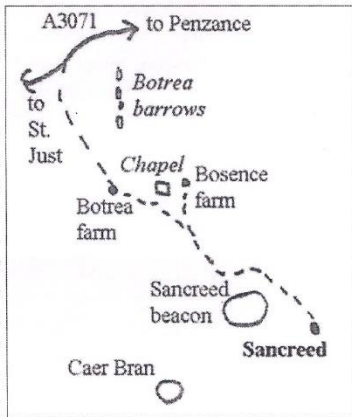 A3071
to Penzance
to
St.
Just
Botrea
barrows
Chapel
Bosence
farm
Botrea
farm
Sancreed
beacon
Sancreed
Caer Bran